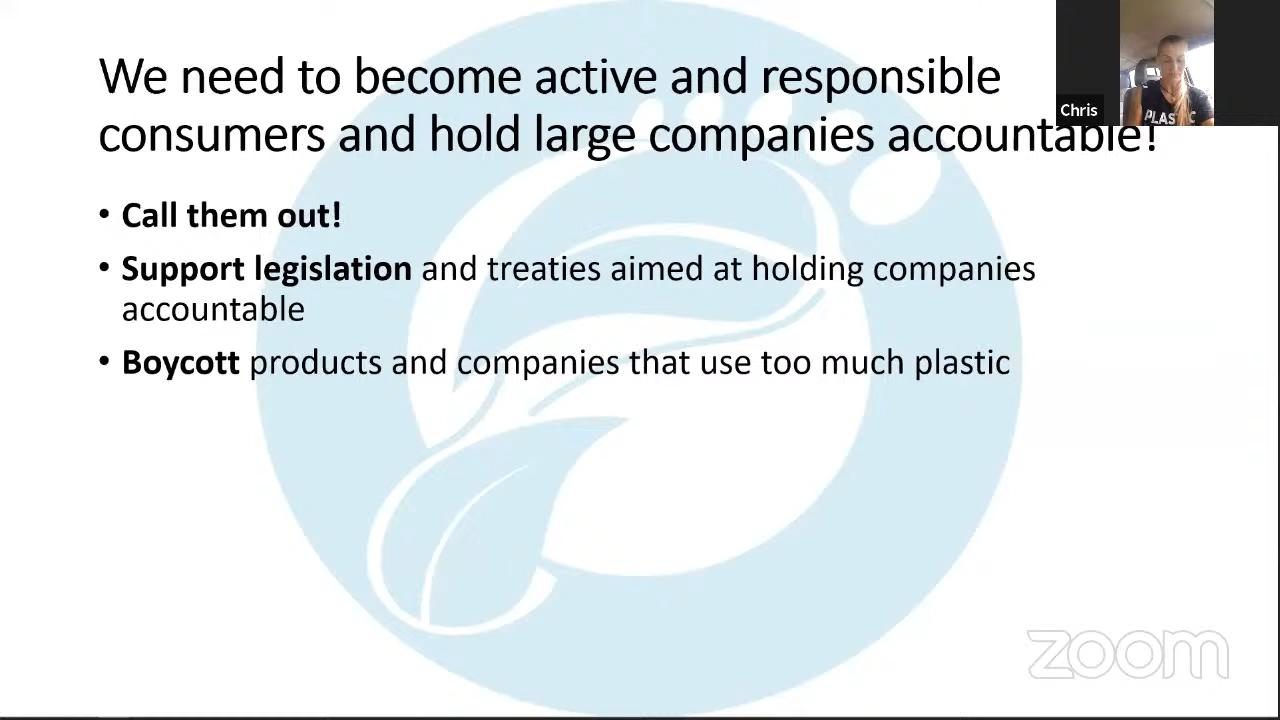 We need to become active and responsible
consumers and hold large companies accountable!
• Call them out!
• Support legislation and treaties aimed at holding companies
accountable
• Boycott products and companies that use too much plastic
Chris
zoom